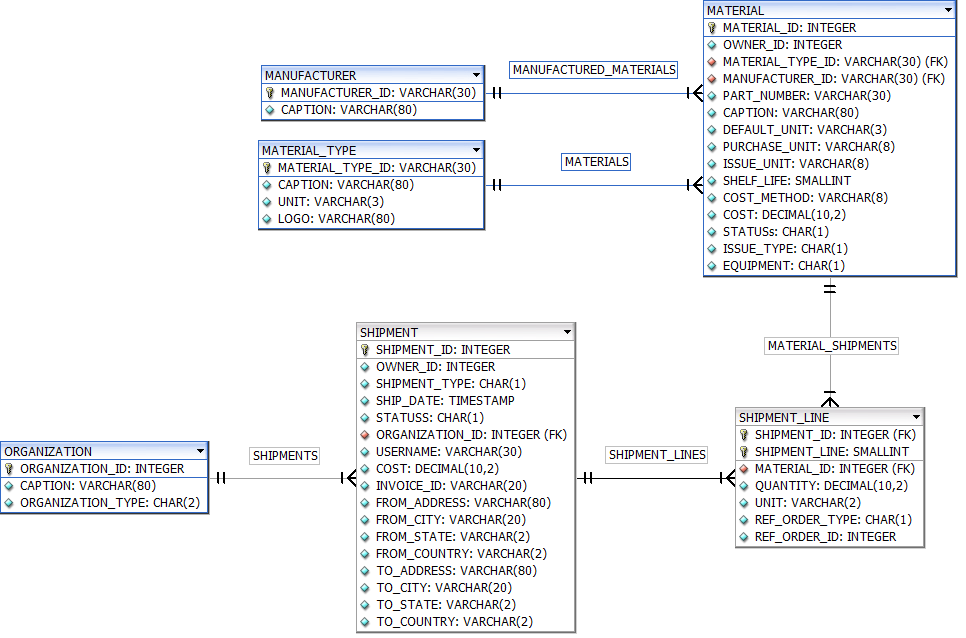 MATERIAL
MATERIAL_ID: INTEGER
OWNER_ID: INTEGER
MATERIAL_TYPE_ID: VARCHAR(30) (FK)
MANUFACTURER_ID: VARCHAR(30) (FK)
PART_NUMBER: VARCHAR(30)
CAPTION: VARCHAR(80)
DEFAULT_UNIT: VARCHAR(3)
PURCHASE_UNIT: VARCHAR(8)
ISSUE_UNIT: VARCHAR(8)
SHELF_LIFE: SMALLINT
COST_METHOD: VARCHAR(8)
COST: DECIMAL(10,2)
STATUSs: CHAR(1)
ISSUE_TYPE: CHAR(1)
EQUIPMENT: CHAR(1)
MANUFACTURED_MATERIALS
MANUFACTURER
MANUFACTURER_ID: VARCHAR(30)
CAPTION: VARCHAR(80)
MATERIALS
MATERIAL_TYPE
MATERIAL_TYPE_ID: VARCHAR(30)
CAPTION: VARCHAR(80)
UNIT: VARCHAR(3)
LOGO: VARCHAR(80)
MATERIAL_SHIPMENTS
SHIPMENT
SHIPMENT_ID: INTEGER
OWNER_ID: INTEGER
SHIPMENT_TYPE: CHAR(1)
SHIP_DATE: TIMESTAMP
STATUSS: CHAR(1)
ORGANIZATION_ID: INTEGER (FK)
USERNAME: VARCHAR(30)
COST: DECIMAL(10,2)
INVOICE_ID: VARCHAR(20)
FROM_ADDRESS: VARCHAR(80)
FROM_CITY: VARCHAR(20)
FROM_STATE: VARCHAR(2)
FROM_COUNTRY: VARCHAR(2)
TO_ADDRESS: VARCHAR(80)
TO_CITY: VARCHAR(20)
TO_STATE: VARCHAR(2)
TO_COUNTRY: VARCHAR(2)
SHIPMENT_LINES
SHIPMENT_LINE
SHIPMENT_ID: INTEGER (FK)
SHIPMENT_LINE: SMALLINT
MATERIAL_ID: INTEGER (FK)
QUANTITY: DECIMAL(10,2)
UNIT: VARCHAR(2)
REF_ORDER_TYPE: CHAR(1)
REF_ORDER_ID: INTEGER
SHIPMENTS
ORGANIZATION
ORGANIZATION_ID: INTEGER
CAPTION: VARCHAR(80)
ORGANIZATION_TYPE: CHAR(2)